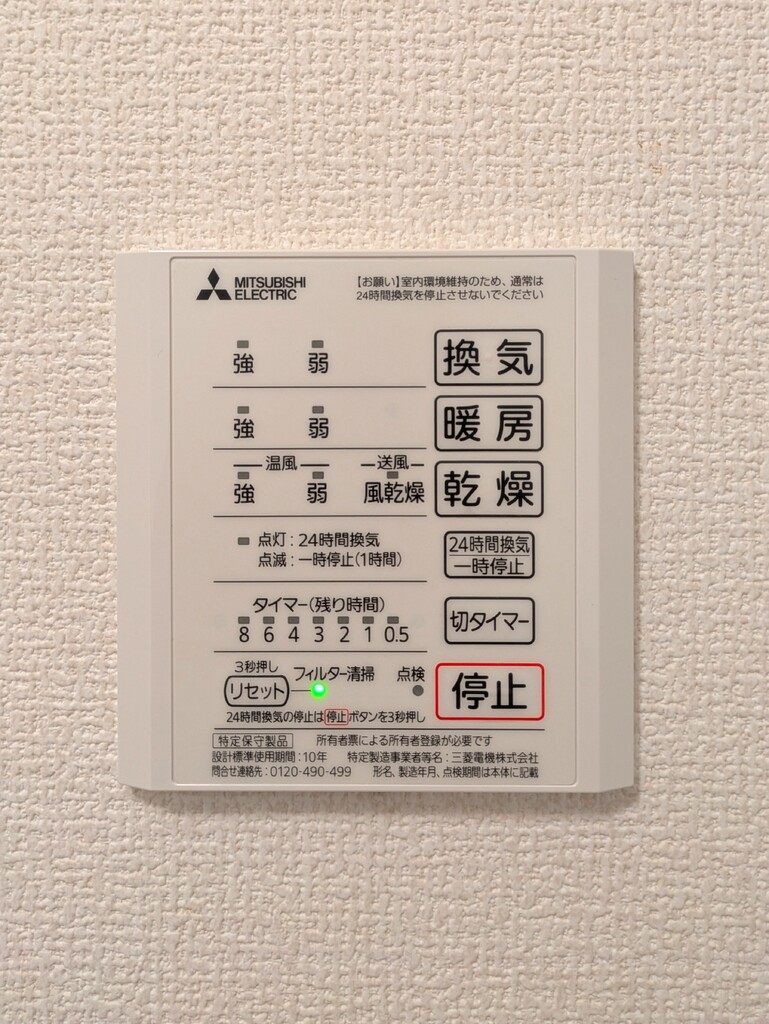 MITSUBISHI
ELECTRIC
【お願い】室内環境維持のため、通常は
24時間換気を停止させないでください
強 弱 換気
強 弱 暖房
温風 送風
強 弱 風乾燥 乾燥
点灯：24時間換気
点滅：一時停止(1時間)
24時間換気
一時停止
タイマー(残り時間)
8 6 4 3 2 1 0.5
切タイマー
3秒押し
リセット フィルター清掃 点検
停止
24時間換気の停止は停止ボタンを3秒押し
特定保守製品 所有者票による所有者登録が必要です
設計標準使用期間：10年 特定製造事業者等名：三菱電機株式会社
問合せ連絡先：0120-490-499 形名、製造年月、点検期間は本体に記載